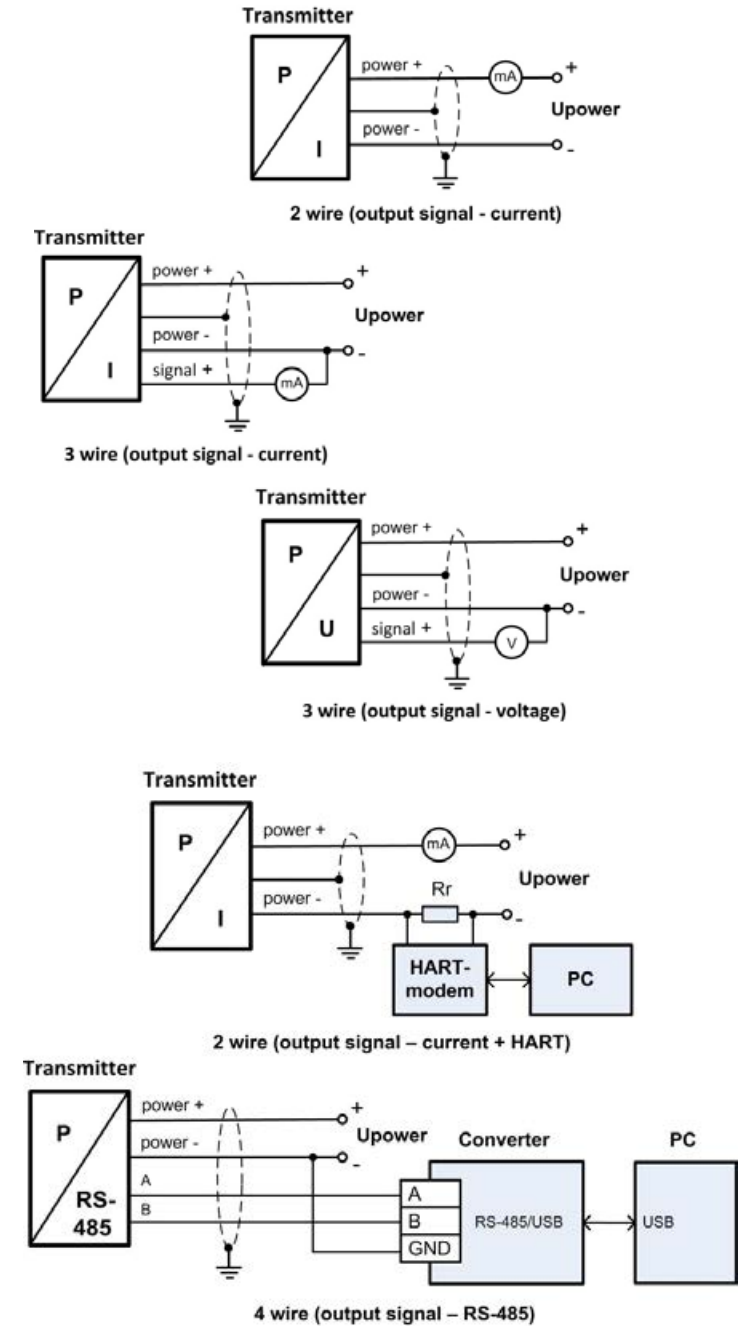 Transmitter
P
I
power +
mA
+
Upower
power -
-
2 wire (output signal - current)
Transmitter
P
I
power +
+
Upower
power -
-
signal +
mA
3 wire (output signal - current)
Transmitter
P
U
power +
+
Upower
power -
-
signal +
V
3 wire (output signal - voltage)
Transmitter
P
I
power +
mA
+
Upower
power -
Rr
-
HART-
modem
PC
2 wire (output signal – current + HART)
Transmitter
P
RS-
485
power +
+
Upower
power -
-
A
B
Converter
A
B
GND
RS-485/USB
PC
USB
4 wire (output signal – RS-485)